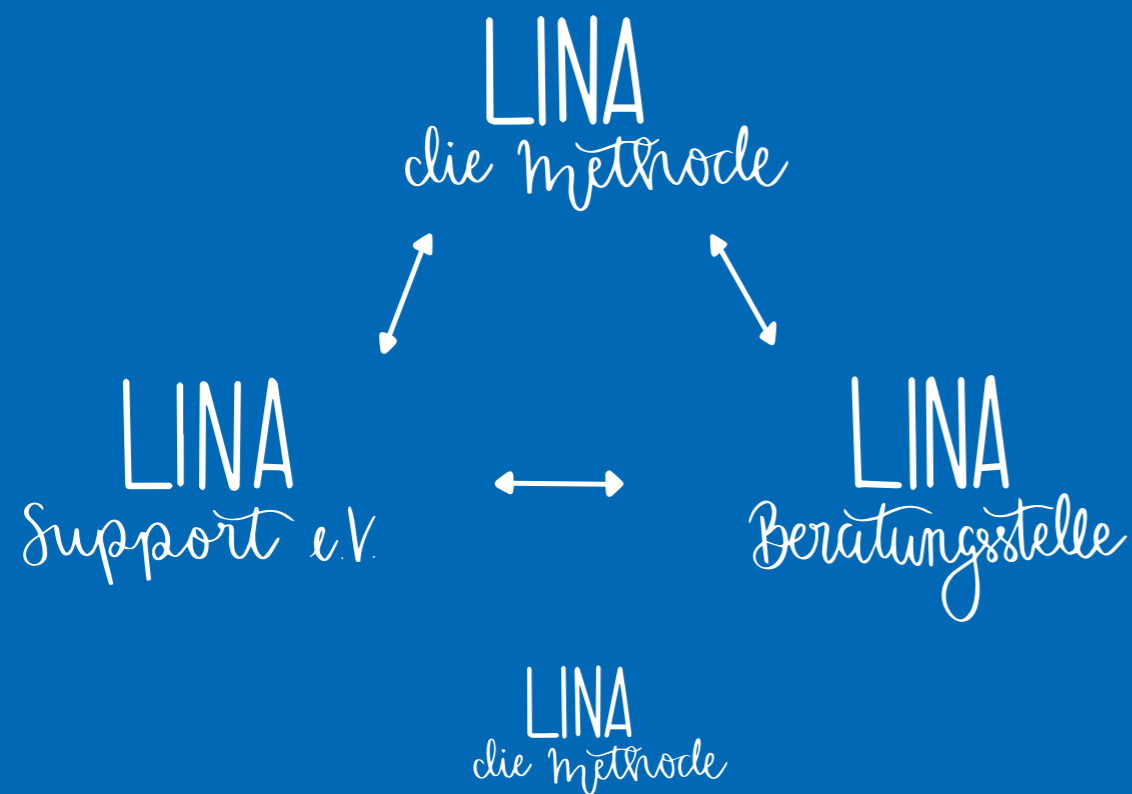 LINA
die Methode
LINA
Support e.V.
LINA
Beratungsstelle
LINA
die Methode